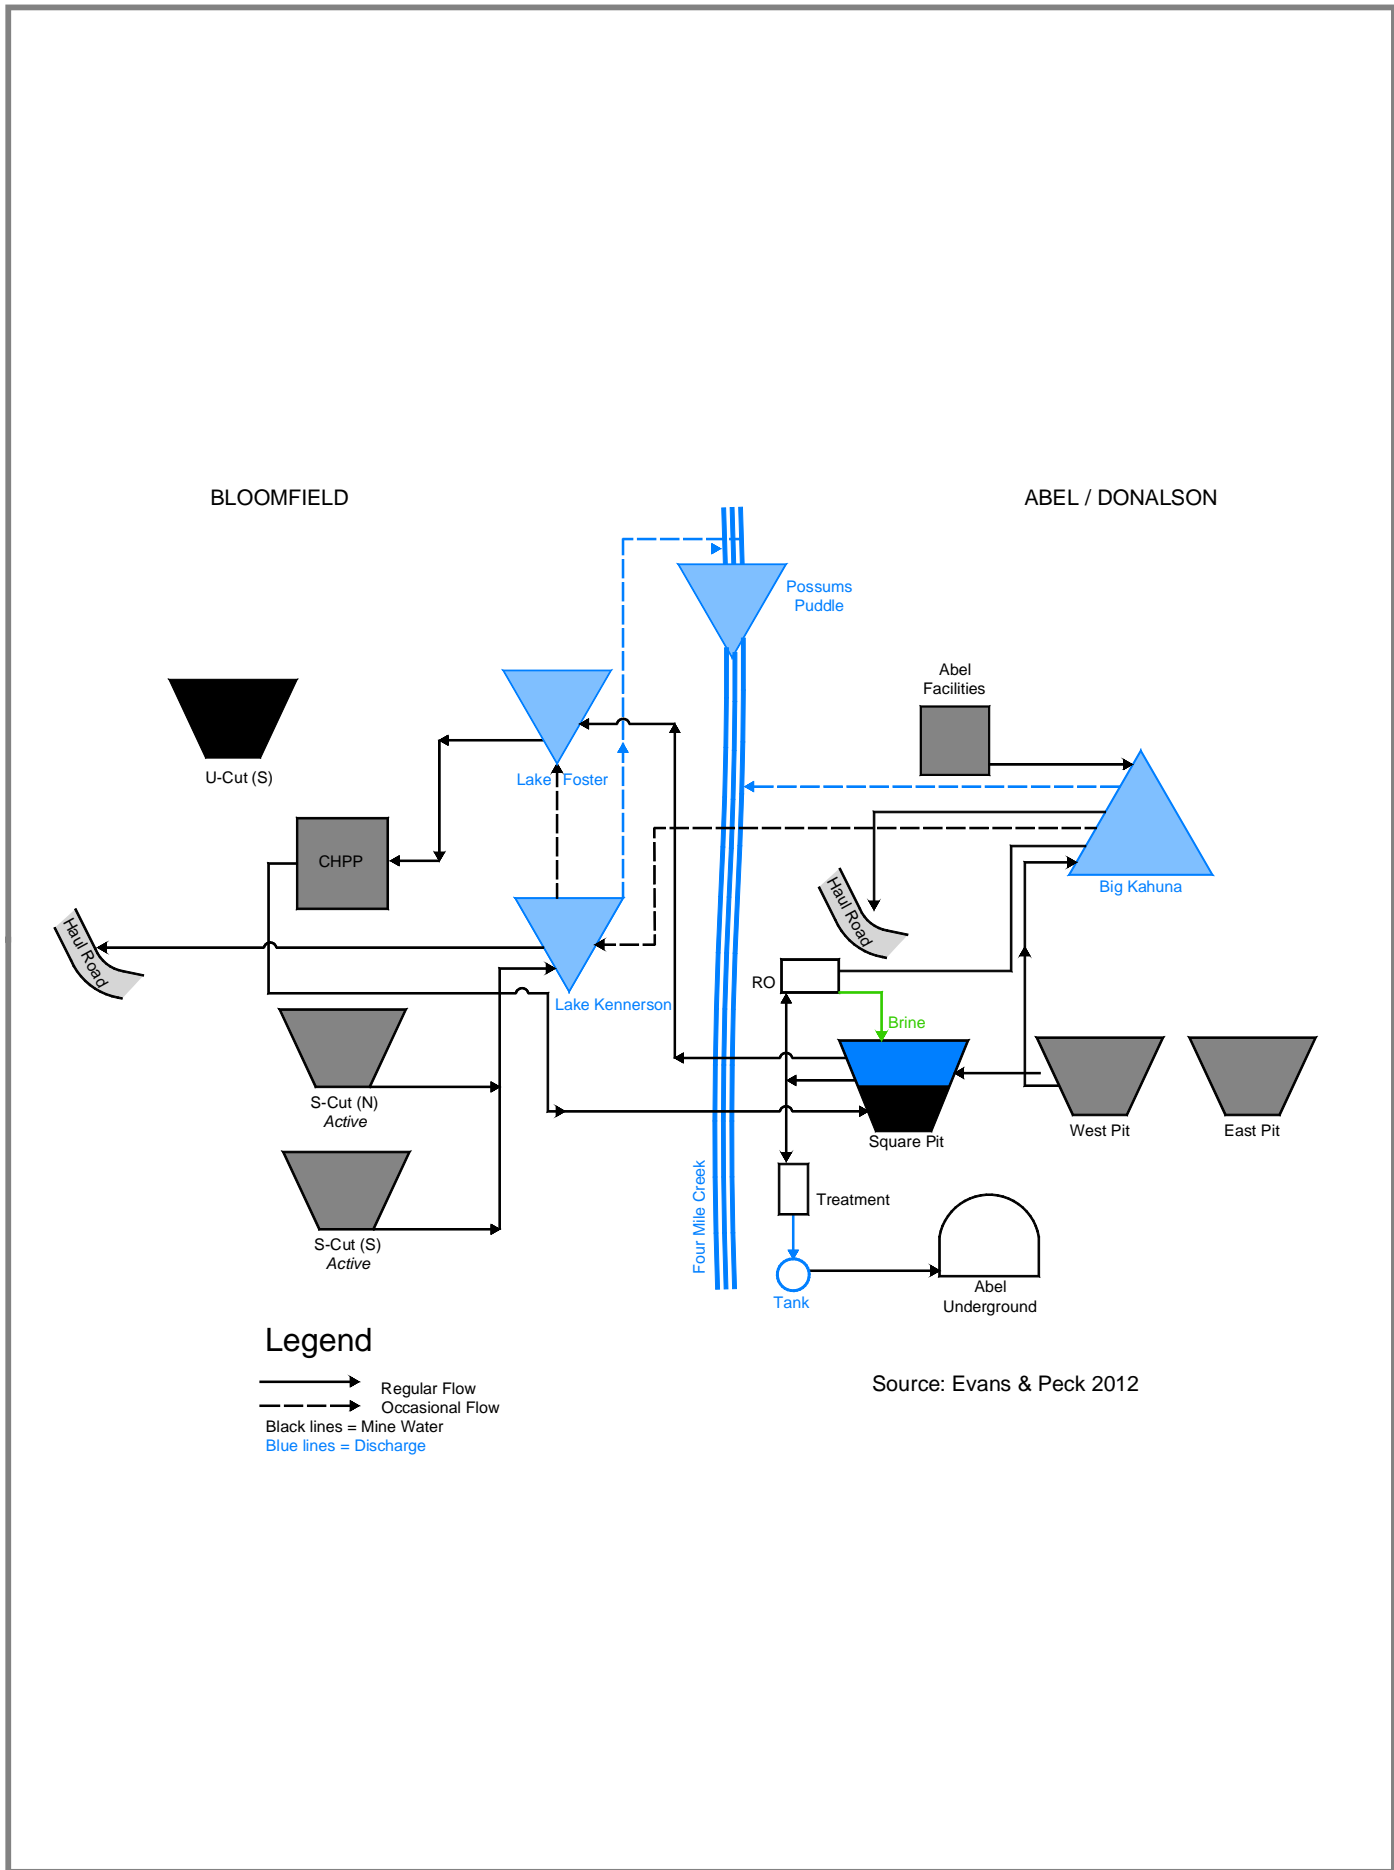 BLOOMFIELD
ABEL / DONALSON
Possums
Puddle
Abel
Facilities
U-Cut (S)
Lake Foster
CHPP
Big Kahuna
Haul Road
Haul Road
RO
Lake Kennerson
Brine
S-Cut (N)
Active
Square Pit
West Pit
East Pit
Four Mile Creek
Treatment
S-Cut (S)
Active
Tank
Abel
Underground
Legend
Regular Flow
Occasional Flow
Black lines = Mine Water
Blue lines = Discharge
Source: Evans & Peck 2012